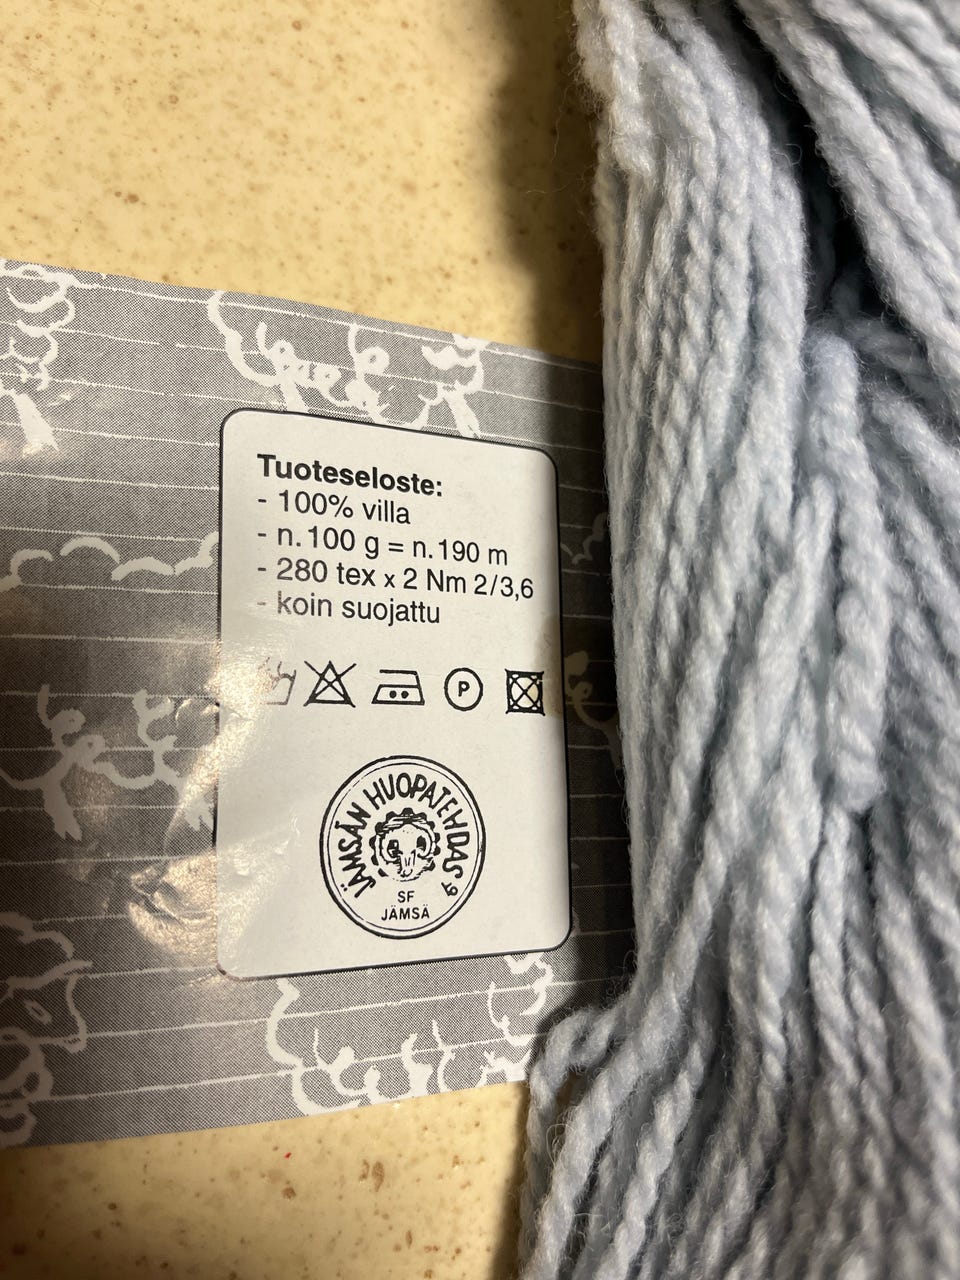 Tuoteseloste:
- 100% villa
- n. 100 g = n. 190 m
- 280 tex x 2 Nm 2/3,6
- koin suojattu
P
JÄMSÄN HUOPATEHDAS
SF
JÄMSÄ